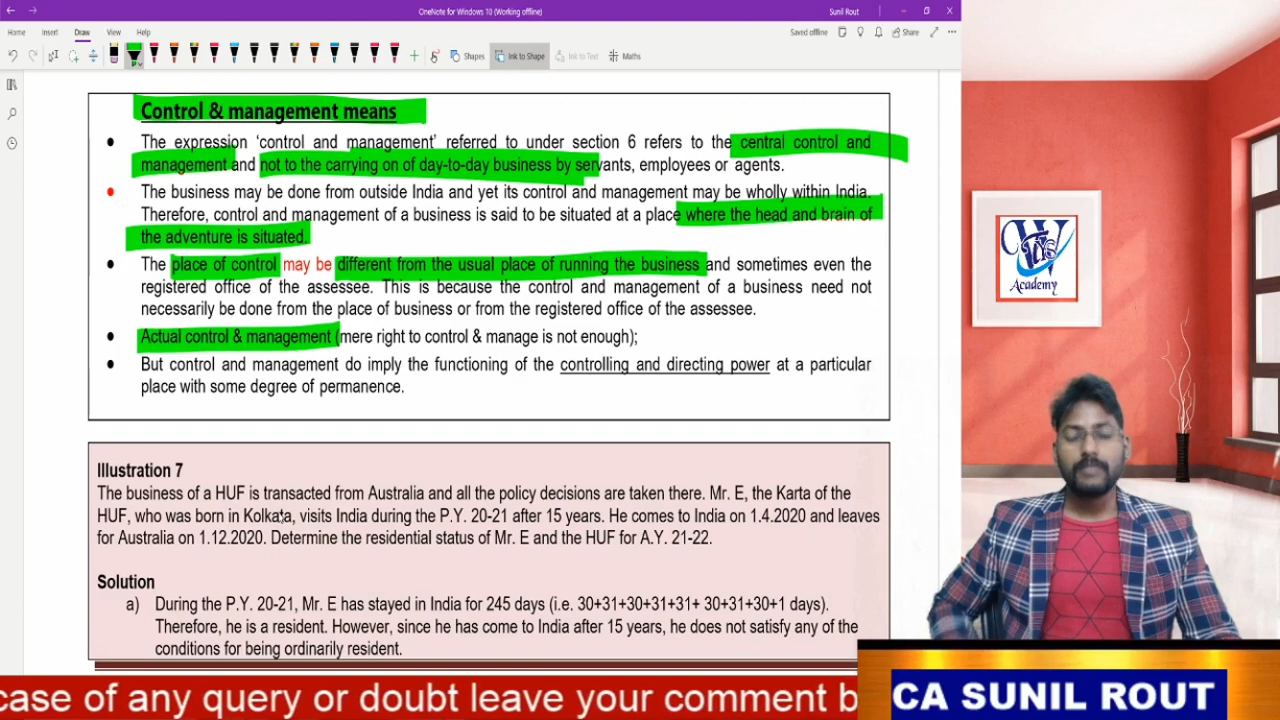 OneNote for Windows 10 (Working offline)
Sunil Rout
Home Insert Draw View Help
Saved offline
Share
Shapes
Ink to Shape
Ink to Text
Maths
Control & management means
The expression ‘control and management’ referred to under section 6 refers to the central control and
management and not to the carrying on of day-to-day business by servants, employees or agents.
The business may be done from outside India and yet its control and management may be wholly within India.
Therefore, control and management of a business is said to be situated at a place where the head and brain of
the adventure is situated.
The place of control may be different from the usual place of running the business and sometimes even the
registered office of the assessee. This is because the control and management of a business need not
necessarily be done from the place of business or from the registered office of the assessee.
Actual control & management (mere right to control & manage is not enough);
But control and management do imply the functioning of the controlling and directing power at a particular
place with some degree of permanence.
Illustration 7
The business of a HUF is transacted from Australia and all the policy decisions are taken there. Mr. E, the Karta of the
HUF, who was born in Kolkata, visits India during the P.Y. 20-21 after 15 years. He comes to India on 1.4.2020 and leaves
for Australia on 1.12.2020. Determine the residential status of Mr. E and the HUF for A.Y. 21-22.
Solution
a) During the P.Y. 20-21, Mr. E has stayed in India for 245 days (i.e. 30+31+30+31+31+ 30+31+30+1 days).
Therefore, he is a resident. However, since he has come to India after 15 years, he does not satisfy any of the
conditions for being ordinarily resident.
Academy
case of any query or doubt leave your comment b
CA SUNIL ROUT